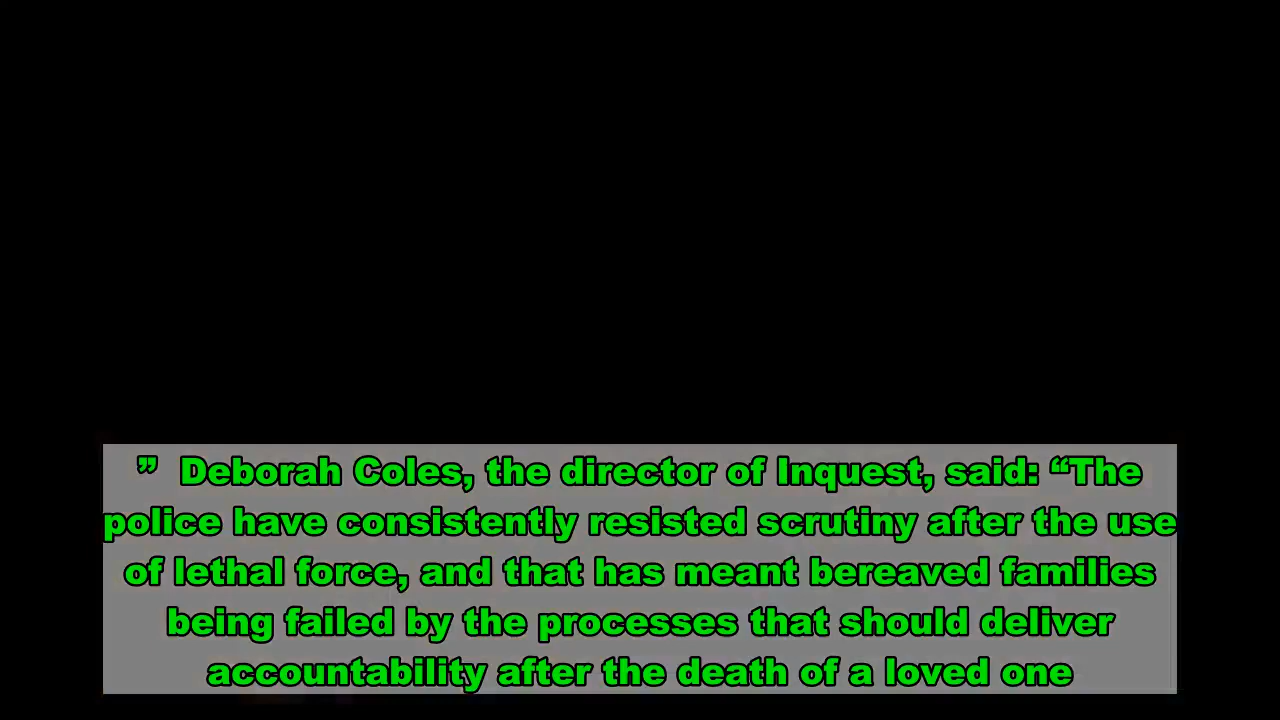 ” Deborah Coles, the director of Inquest, said: “The
police have consistently resisted scrutiny after the use
of lethal force, and that has meant bereaved families
being failed by the processes that should deliver
accountability after the death of a loved one